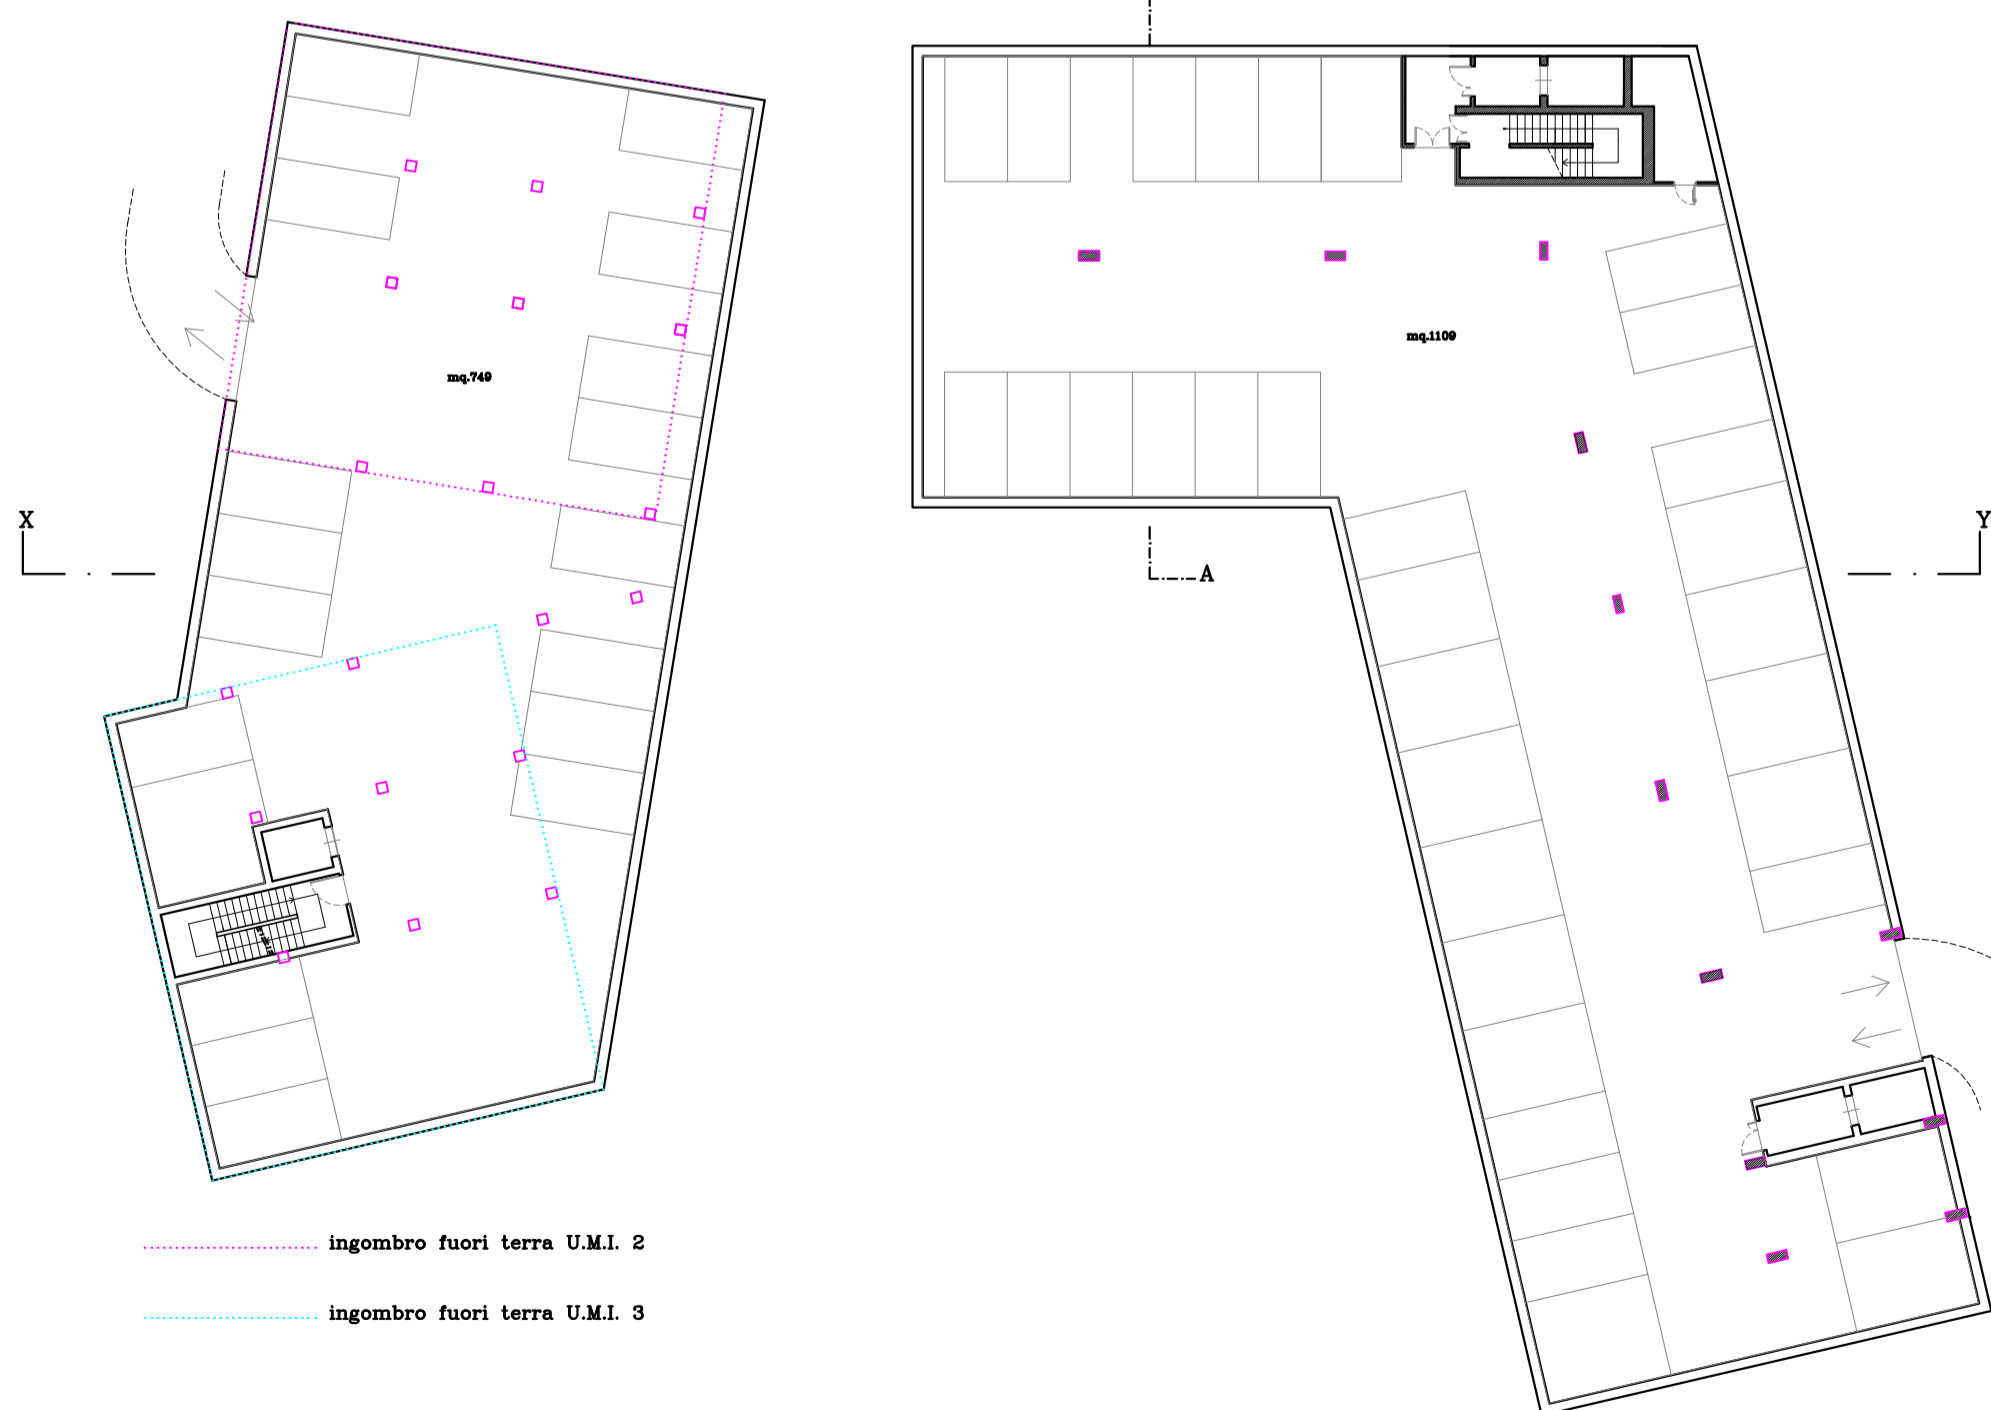 mq.1109
mq.749
X
Y
A
ingombro fuori terra U.M.I. 2
ingombro fuori terra U.M.I. 3